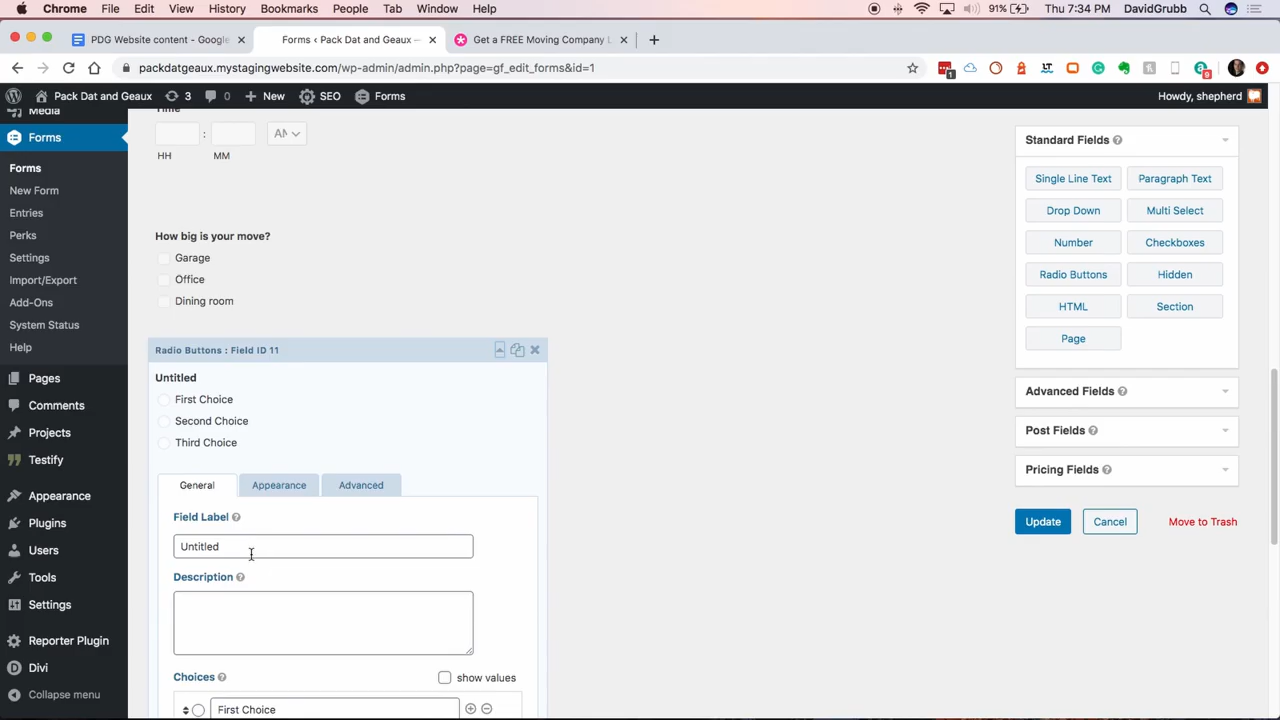 Chrome File Edit View History Bookmarks People Tab Window Help 91% Thu 7:34 PM DavidGrubb
PDG Website content - Google Forms ‹ Pack Dat and Geaux — Get a FREE Moving Company L
packdatgeaux.mystagingwebsite.com/wp-admin/admin.php?page=gf_edit_forms&id=1
Pack Dat and Geaux 3 0 New SEO Forms Howdy, shepherd
Media
Forms
Forms
New Form
Entries
Perks
Settings
Import/Export
Add-Ons
System Status
Help
Pages
Comments
Projects
Testify
Appearance
Plugins
Users
Tools
Settings
Reporter Plugin
Divi
Collapse menu
Time
: AM
HH MM
How big is your move?
Garage
Office
Dining room
Radio Buttons : Field ID 11
Untitled
First Choice
Second Choice
Third Choice
General Appearance Advanced
Field Label
Untitled
Description
Choices show values
First Choice
Standard Fields
Single Line Text Paragraph Text
Drop Down Multi Select
Number Checkboxes
Radio Buttons Hidden
HTML Section
Page
Advanced Fields
Post Fields
Pricing Fields
Update Cancel Move to Trash